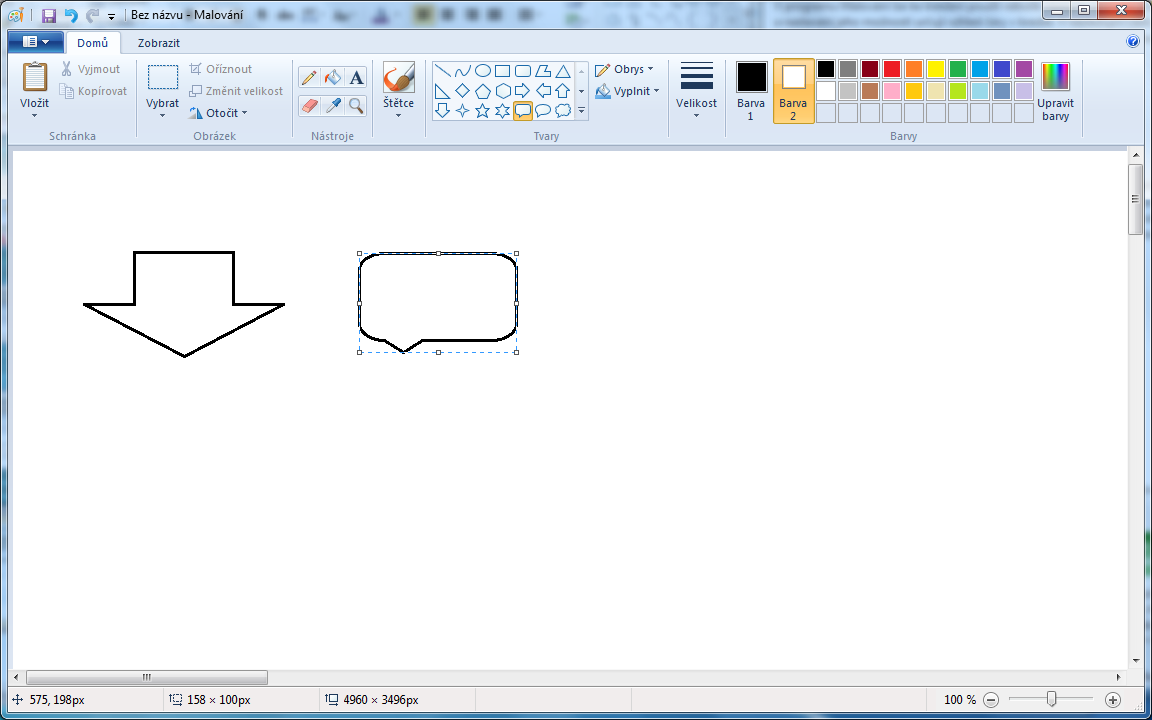 Bez názvu - Malování
Domů
Zobrazit
Vložit
Vyjmout
Kopírovat
Schránka
Vybrat
Oříznout
Změnit velikost
Otočit
Obrázek
A
Nástroje
Štětce
Obrys
Vyplnit
Tvary
Velikost
Barva
1
Barva
2
Upravit
barvy
Barvy
575, 198px
158 × 100px
4960 × 3496px
100 %